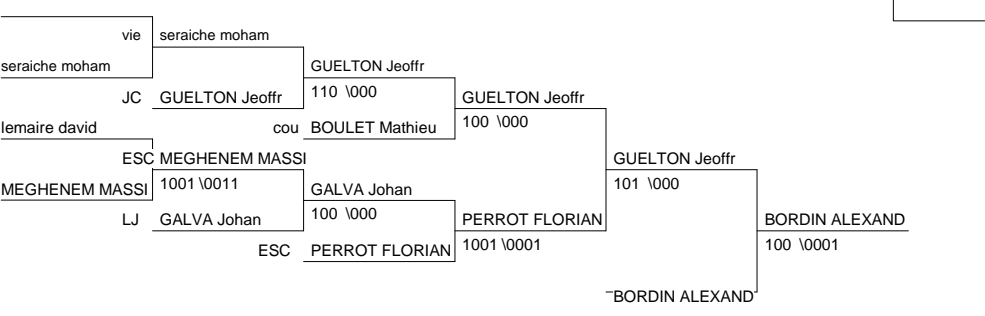 vie seraiche moham
seraiche moham GUELTON Jeoffr
JC GUELTON Jeoffr 110 \000 GUELTON Jeoffr
lemaire david cou BOULET Mathieu 100 \000
ESC MEGHENEM MASSI GUELTON Jeoffr
MEGHENEM MASSI 1001 \0011 GALVA Johan 101 \000
LJ GALVA Johan 100 \000 PERROT FLORIAN BORDIN ALEXAND
ESC PERROT FLORIAN 1001 \0001 100 \0001
BORDIN ALEXAND